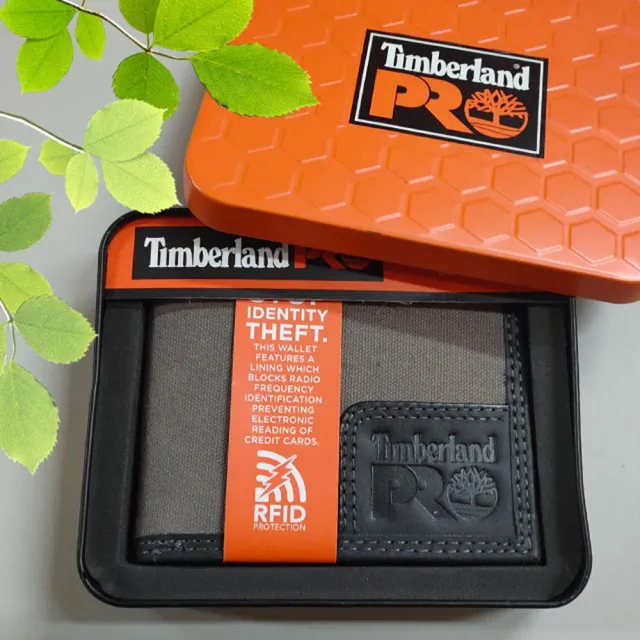 Timberland®
PRO
Timberland PRO
STOP
IDENTITY
THEFT.
THIS WALLET
FEATURES A
LINING WHICH
BLOCKS RADIO
FREQUENCY
IDENTIFICATION
PREVENTING
ELECTRONIC
READING OF
CREDIT CARDS.
RFID
PROTECTION
Timberland
PRO